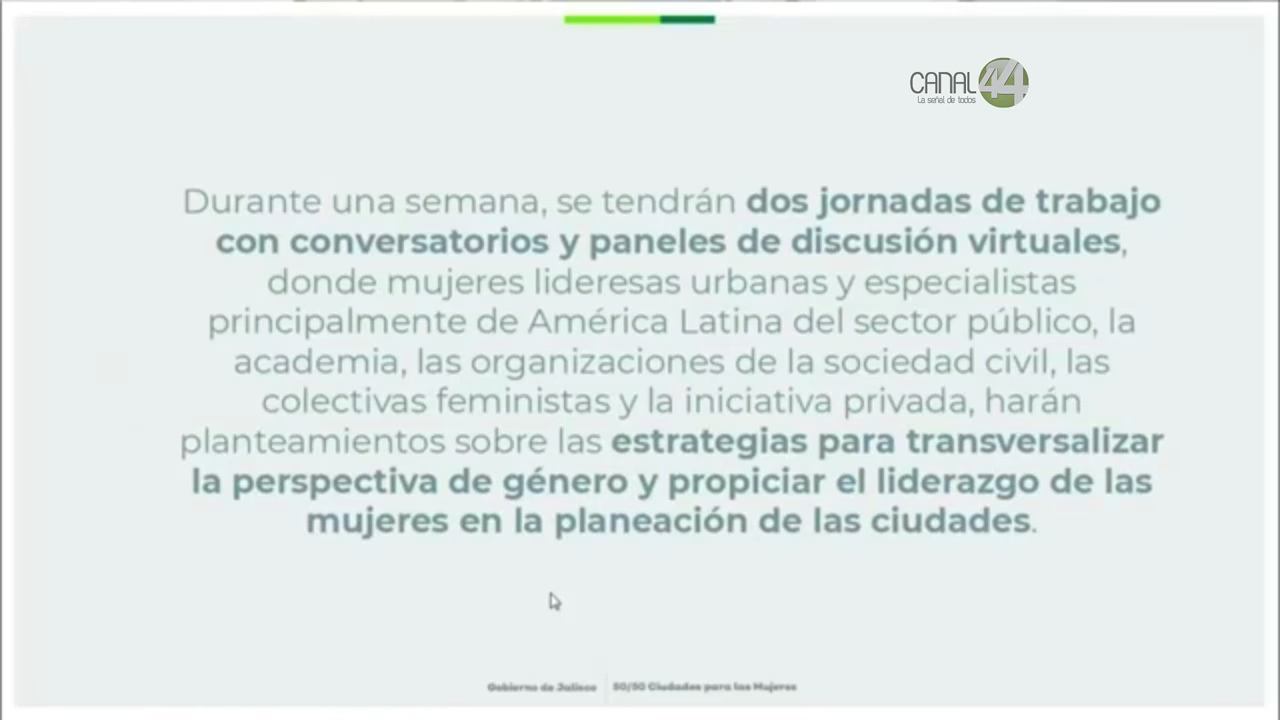 CANAL 44
La señal de todos
Durante una semana, se tendrán dos jornadas de trabajo
con conversatorios y paneles de discusión virtuales,
donde mujeres lideresas urbanas y especialistas
principalmente de América Latina del sector público, la
academia, las organizaciones de la sociedad civil, las
colectivas feministas y la iniciativa privada, harán
planteamientos sobre las estrategias para transversalizar
la perspectiva de género y propiciar el liderazgo de las
mujeres en la planeación de las ciudades.
Gobierno de Jalisco 50/50 Ciudades para las Mujeres